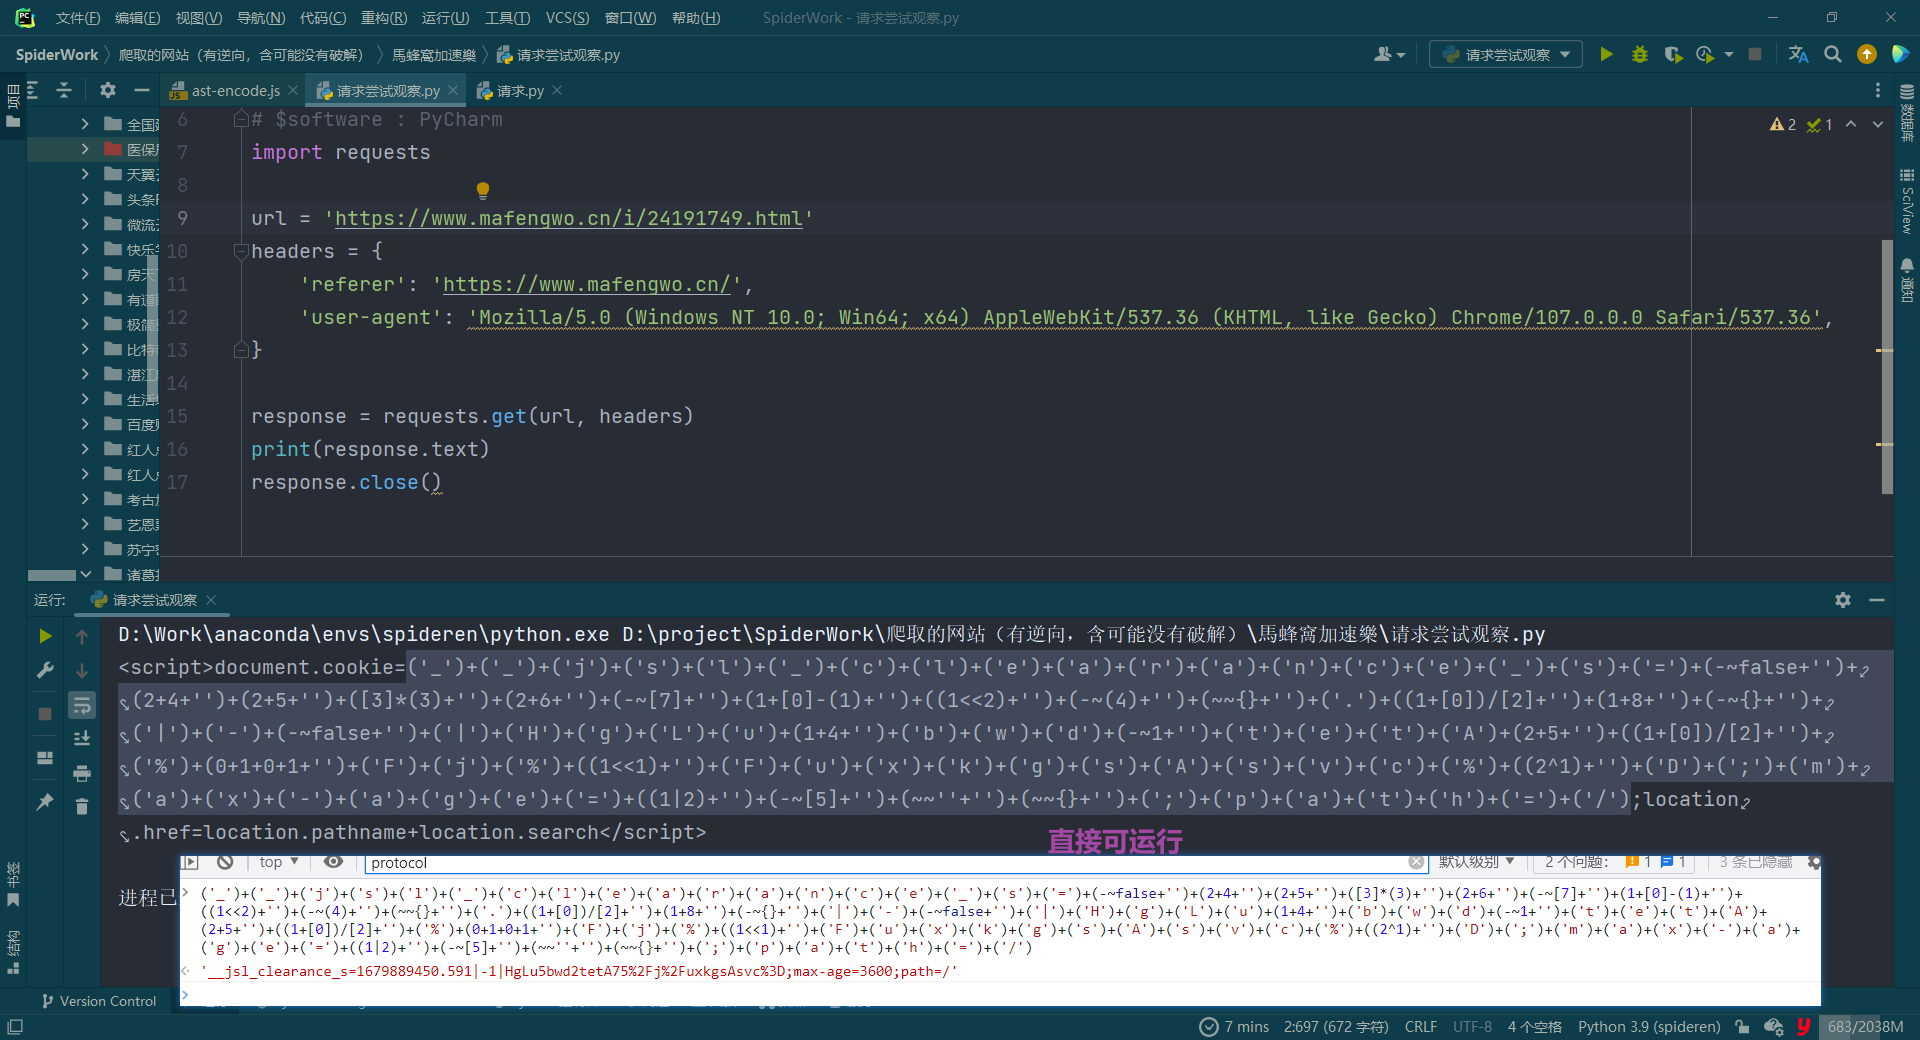 文件(F) 编辑(E) 视图(V) 导航(N) 代码(C) 重构(R) 运行(U) 工具(T) VCS(S) 窗口(W) 帮助(H) SpiderWork - 请求尝试观察.py
SpiderWork 爬取的网站（有逆向，含可能没有破解） 馬蜂窩加速樂 请求尝试观察.py 请求尝试观察
项目
ast-encode.js 请求尝试观察.py 请求.py
医保
天翼
头条
快乐
房天
有道
比特
湛江
生活
百度
红人
红人
考古
艺恩
苏宁
诸葛
数据库
SciView
通知
2 1
6 # $software : PyCharm
7 import requests
8
9 url = 'https://www.mafengwo.cn/i/24191749.html'
10 headers = {
11 'referer': 'https://www.mafengwo.cn/',
12 'user-agent': 'Mozilla/5.0 (Windows NT 10.0; Win64; x64) AppleWebKit/537.36 (KHTML, like Gecko) Chrome/107.0.0.0 Safari/537.36',
13 }
14
15 response = requests.get(url, headers)
16 print(response.text)
17 response.close()
运行: 请求尝试观察
D:\Work\anaconda\envs\spideren\python.exe D:\project\SpiderWork\爬取的网站（有逆向，含可能没有破解）\馬蜂窩加速樂\请求尝试观察.py
<script>document.cookie=('_')+('_')+('j')+('s')+('l')+('_')+('c')+('l')+('e')+('a')+('r')+('a')+('n')+('c')+('e')+('_')+('s')+('=')+(-~false+'')+
(2+4+'')+(2+5+'')+([3]*(3)+'')+(2+6+'')+(-~[7]+'')+(1+[0]-(1)+'')+((1<<2)+'')+(-~(4)+'')+(~~{}+'')+('.')+((1+[0])/[2]+'')+(1+8+'')+(-~{}+'')+
('|')+('-')+(-~false+'')+('|')+('H')+('g')+('L')+('u')+(1+4+'')+('b')+('w')+('d')+(-~1+'')+('t')+('e')+('t')+('A')+(2+5+'')+((1+[0])/[2]+'')+
('%')+(0+1+0+1+'')+('F')+('j')+('%')+((1<<1)+'')+('F')+('u')+('x')+('k')+('g')+('s')+('A')+('s')+('v')+('c')+('%')+((2^1)+'')+('D')+(';')+('m')+
('a')+('x')+('-')+('a')+('g')+('e')+('=')+((1|2)+'')+(-~[5]+'')+(~~''+'')+(~~{}+'')+(';')+('p')+('a')+('t')+('h')+('=')+('/');location
.href=location.pathname+location.search</script>
直接可运行
进程已
top protocol 默认级别 2 个问题: 1 1 3 条已隐藏
('_')+('_')+('j')+('s')+('l')+('_')+('c')+('l')+('e')+('a')+('r')+('a')+('n')+('c')+('e')+('_')+('s')+('=')+(-~false+'')+(2+4+'')+(2+5+'')+([3]*(3)+'')+(2+6+'')+(-~[7]+'')+(1+[0]-(1)+'')+
((1<<2)+'')+(-~(4)+'')+(~~{}+'')+('.')+((1+[0])/[2]+'')+(1+8+'')+(-~{}+'')+('|')+('-')+(-~false+'')+('|')+('H')+('g')+('L')+('u')+(1+4+'')+('b')+('w')+('d')+(-~1+'')+('t')+('e')+('t')+('A')+
(2+5+'')+((1+[0])/[2]+'')+('%')+(0+1+0+1+'')+('F')+('j')+('%')+((1<<1)+'')+('F')+('u')+('x')+('k')+('g')+('s')+('A')+('s')+('v')+('c')+('%')+((2^1)+'')+('D')+(';')+('m')+('a')+('x')+('-')+('a')+
('g')+('e')+('=')+((1|2)+'')+(-~[5]+'')+(~~''+'')+(~~{}+'')+(';')+('p')+('a')+('t')+('h')+('=')+('/')
'__jsl_clearance_s=1679889450.591|-1|HgLu5bwd2tetA75%2Fj%2FuxkgsAsvc%3D;max-age=3600;path=/'
书签
结构
Version Control
7 mins 2:697 (672 字符) CRLF UTF-8 4 个空格 Python 3.9 (spideren) 683/2038M